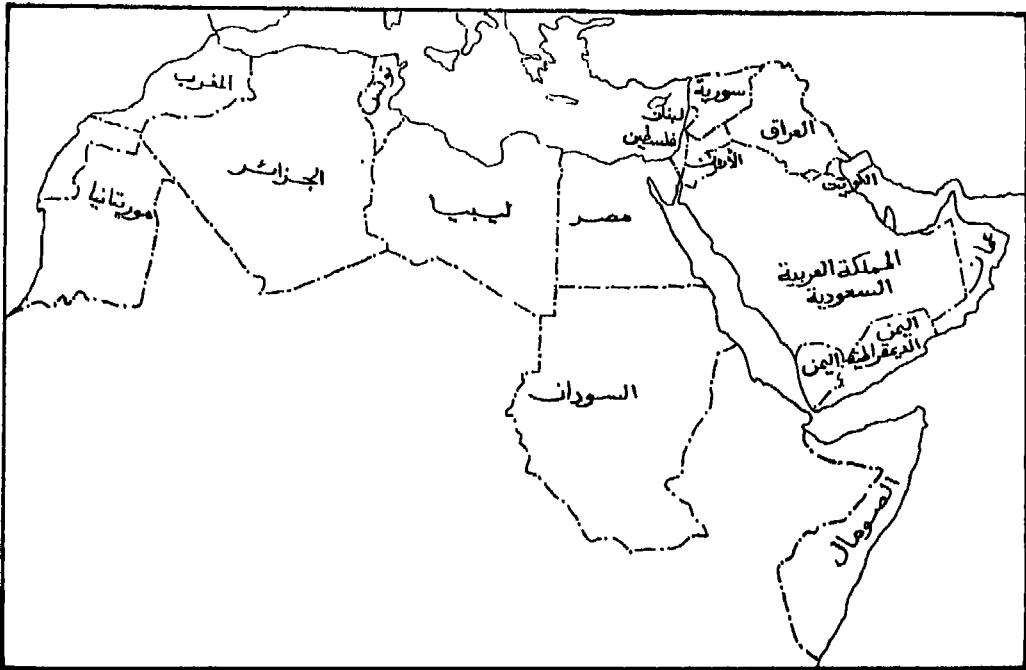 المغرب
تونس
سورية
لبنان
فلسطين
العراق
الأردن
الجزائر
الكويت
موريتانيا
ليبيا
مصر
عمان
المملكة العربية
السعودية
اليمن
الديمقراطية
اليمن
السودان
الصومال